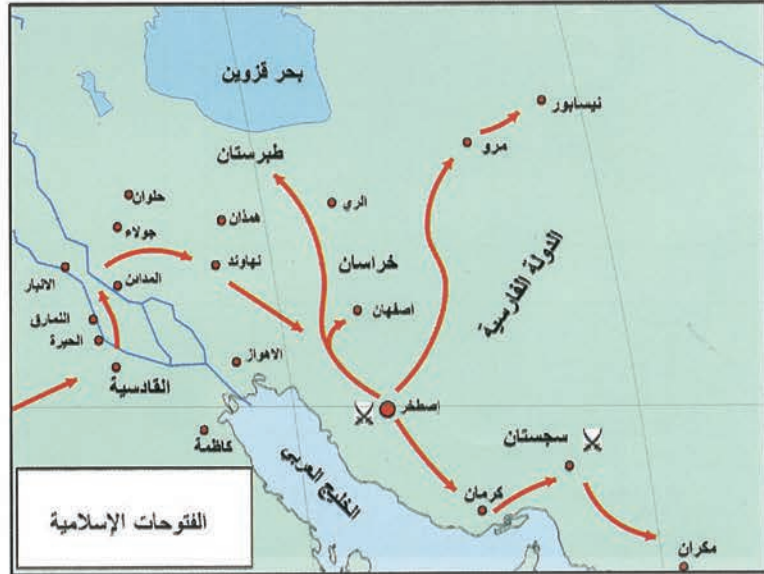 بحر قزوين
نيسابور
مرو
طبرستان
الري
حلوان
همذان
جولاء
خراسان
الدولة الفارسية
نهاوند
الانبار
المدائن
أصفهان
النمارق
الحيرة
الاهواز
القادسية
إصطخر
كاظمة
سجستان
الخليج العربي
كرمان
مكران
الفتوحات الإسلامية